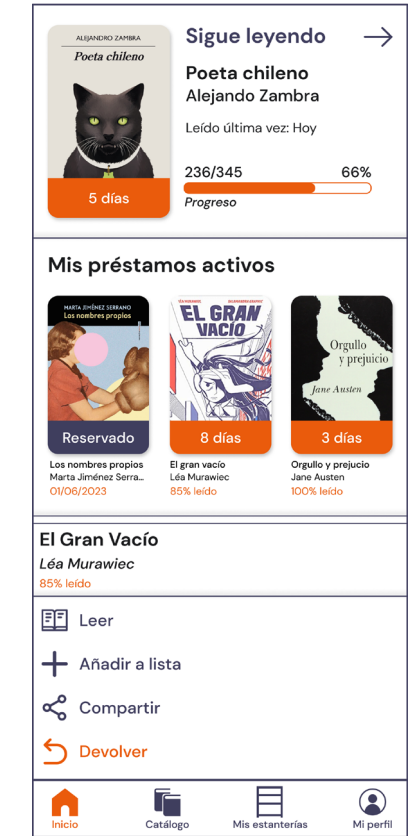 ALEJANDRO ZAMBRA
Poeta chileno
5 días
Sigue leyendo
Poeta chileno
Alejando Zambra
Leído última vez: Hoy
236/345 66%
Progreso
Mis préstamos activos
MARTA JIMÉNEZ SERRANO
Los nombres propios
Reservado
Los nombres propios
Marta Jiménez Serra...
01/06/2023
LÉA MURAWIEC
EL GRAN
VACÍO
8 días
El gran vacío
Léa Murawiec
85% leído
Orgullo
y prejuicio
Jane Austen
3 días
Orgullo y prejucio
Jane Austen
100% leído
El Gran Vacío
Léa Murawiec
85% leído
Leer
Añadir a lista
Compartir
Devolver
Inicio
Catálogo
Mis estanterías
Mi perfil